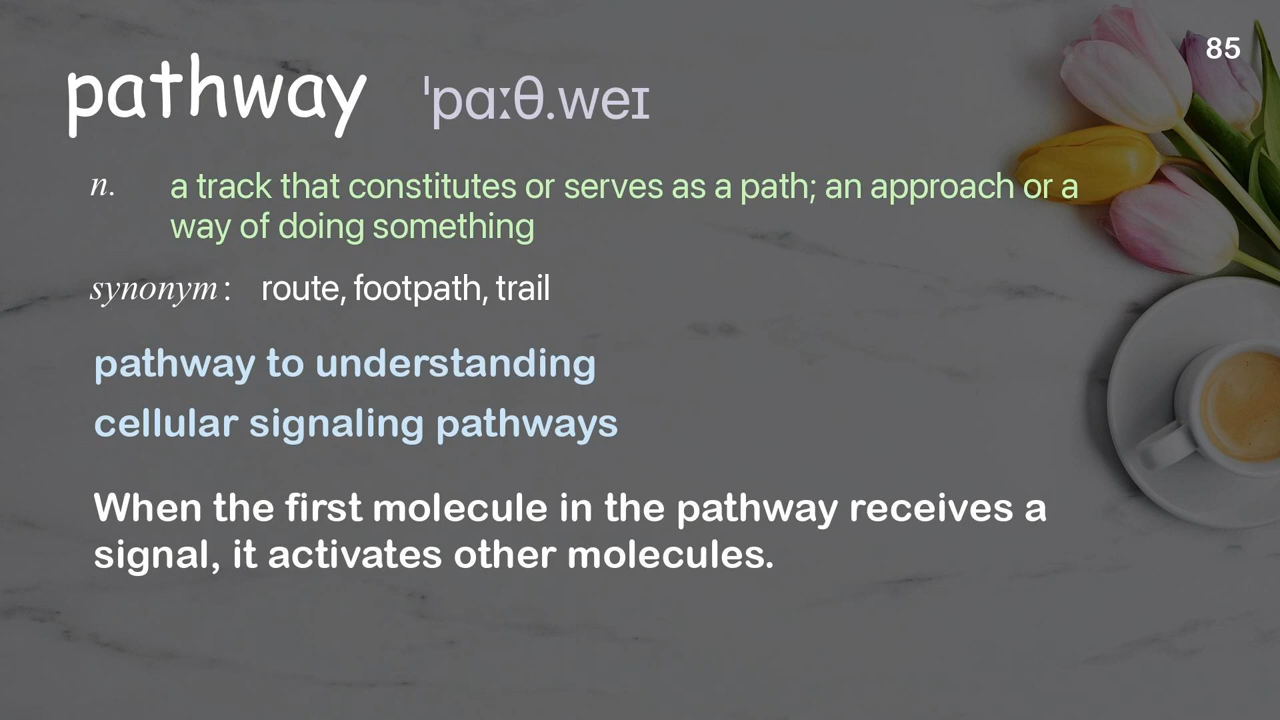 85
pathway ˈpɑːθ.weɪ
n. a track that constitutes or serves as a path; an approach or a
way of doing something
synonym: route, footpath, trail
pathway to understanding
cellular signaling pathways
When the first molecule in the pathway receives a
signal, it activates other molecules.